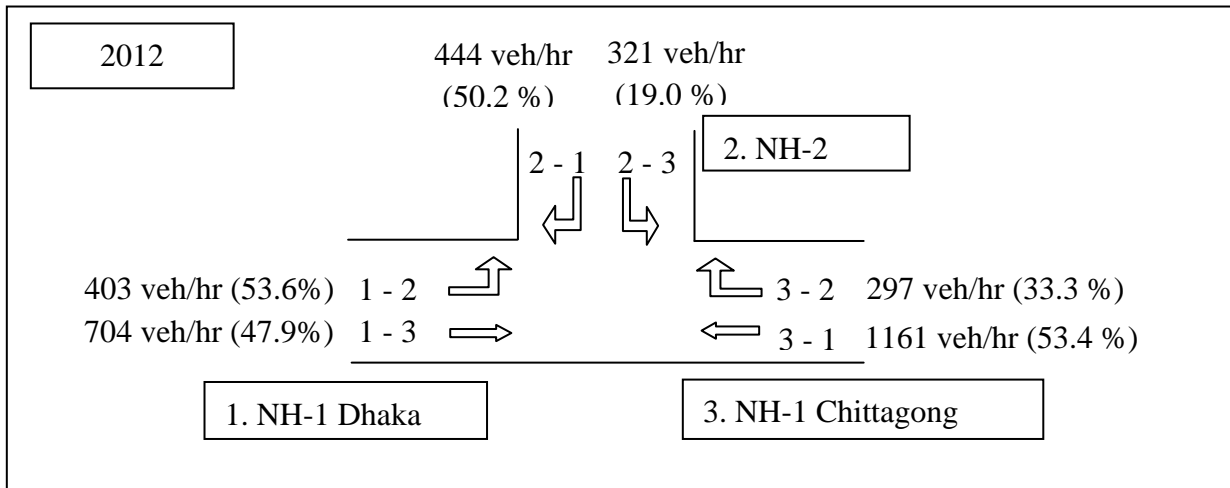 2012
444 veh/hr 321 veh/hr
(50.2 %) (19.0 %)
2. NH-2
2 - 1 2 - 3
403 veh/hr (53.6%) 1 - 2 3 - 2 297 veh/hr (33.3 %)
704 veh/hr (47.9%) 1 - 3 3 - 1 1161 veh/hr (53.4 %)
1. NH-1 Dhaka 3. NH-1 Chittagong